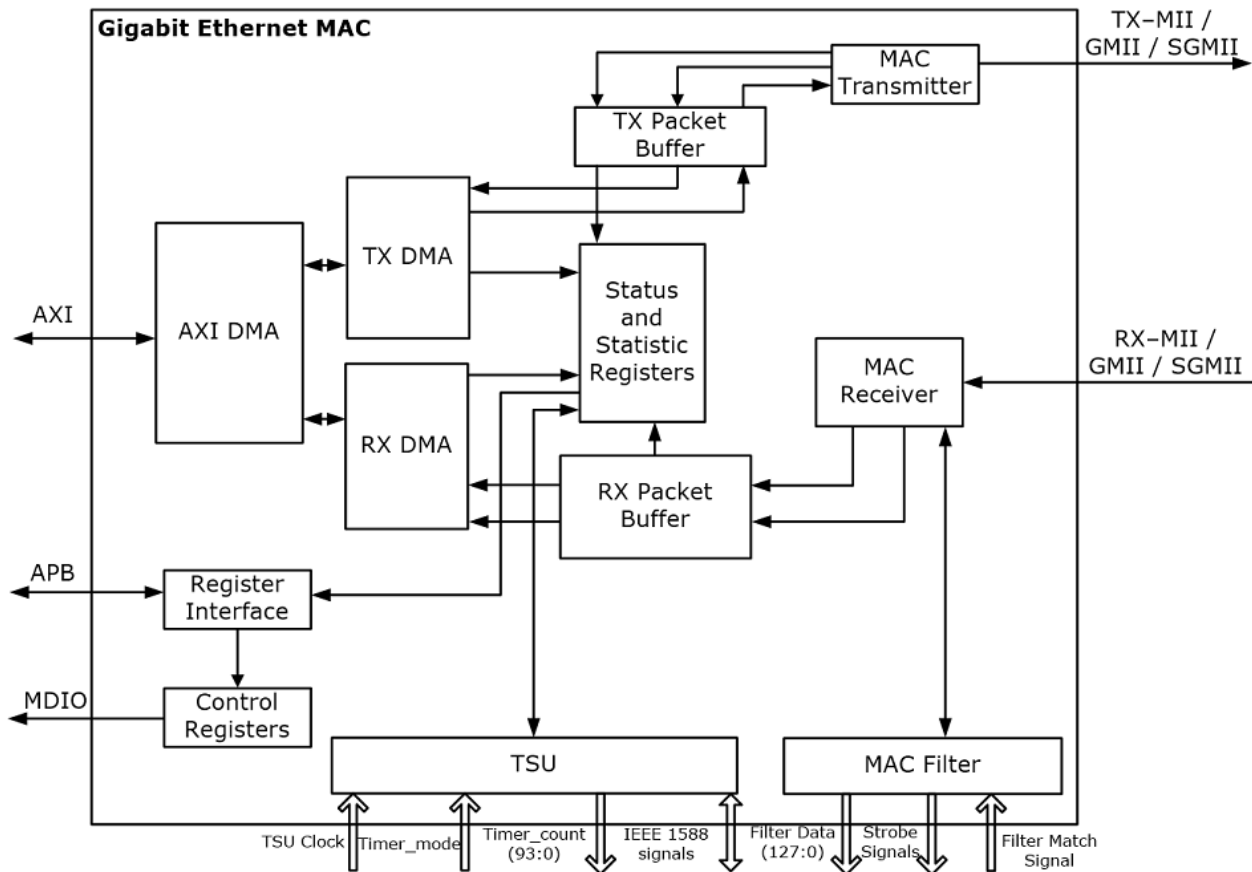 Gigabit Ethernet MAC
TX–MII /
GMII / SGMII
MAC
Transmitter
TX Packet
Buffer
TX DMA
AXI
AXI DMA
Status
and
Statistic
Registers
RX–MII /
GMII / SGMII
MAC
Receiver
RX DMA
RX Packet
Buffer
APB
Register
Interface
MDIO
Control
Registers
TSU
MAC Filter
TSU Clock
Timer_mode
Timer_count
(93:0)
IEEE 1588
signals
Filter Data
(127:0)
Strobe
Signals
Filter Match
Signal